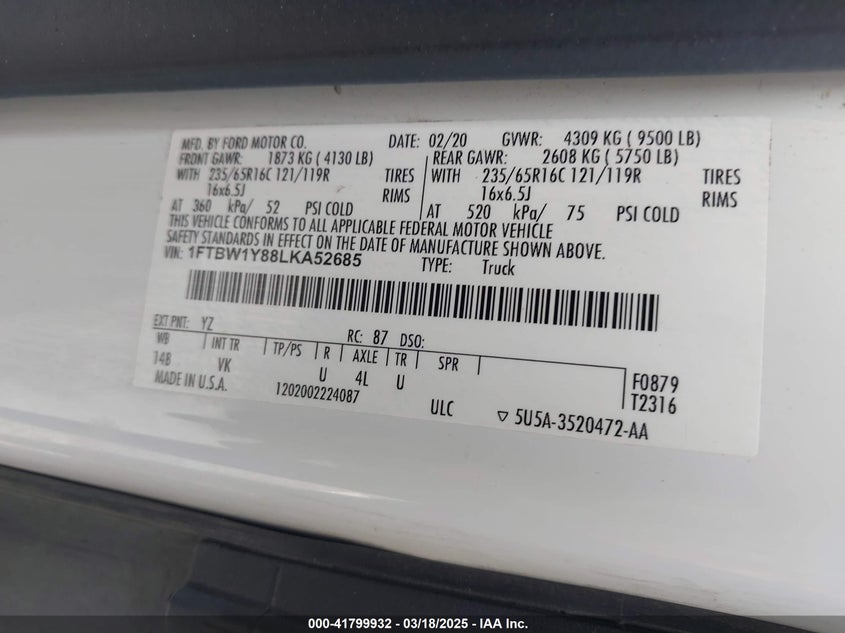 MFD. BY FORD MOTOR CO. DATE: 02/20 GVWR: 4309 KG ( 9500 LB)
FRONT GAWR: 1873 KG ( 4130 LB) REAR GAWR: 2608 KG ( 5750 LB)
WITH 235/65R16C 121/119R TIRES WITH 235/65R16C 121/119R TIRES
16x6.5J RIMS 16x6.5J RIMS
AT 360 kPa/ 52 PSI COLD AT 520 kPa/ 75 PSI COLD
THIS VEHICLE CONFORMS TO ALL APPLICABLE FEDERAL MOTOR VEHICLE
SAFETY STANDARDS IN EFFECT ON THE DATE OF MANUFACTURE SHOWN ABOVE.
VIN: 1FTBW1Y88LKA52685 TYPE: Truck
EXT PNT: YZ RC: 87 DSO:
WB INT TR TP/PS R AXLE TR SPR
148 VK U 4L U F0879
MADE IN U.S.A. 1202002224087 T2316
ULC ▽ 5U5A-3520472-AA
000-41799932 - 03/18/2025 - IAA Inc.